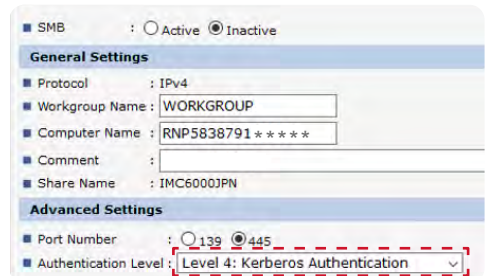 SMB : Active Inactive
General Settings
Protocol : IPv4
Workgroup Name : WORKGROUP
Computer Name : RNP5838791*****
Comment :
Share Name : IMC6000JPN
Advanced Settings
Port Number : 139 445
Authentication Level : Level 4: Kerberos Authentication